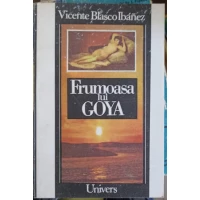 Vicente Blasco Ibáñez
Frumoasa
lui
GOYA
Univers